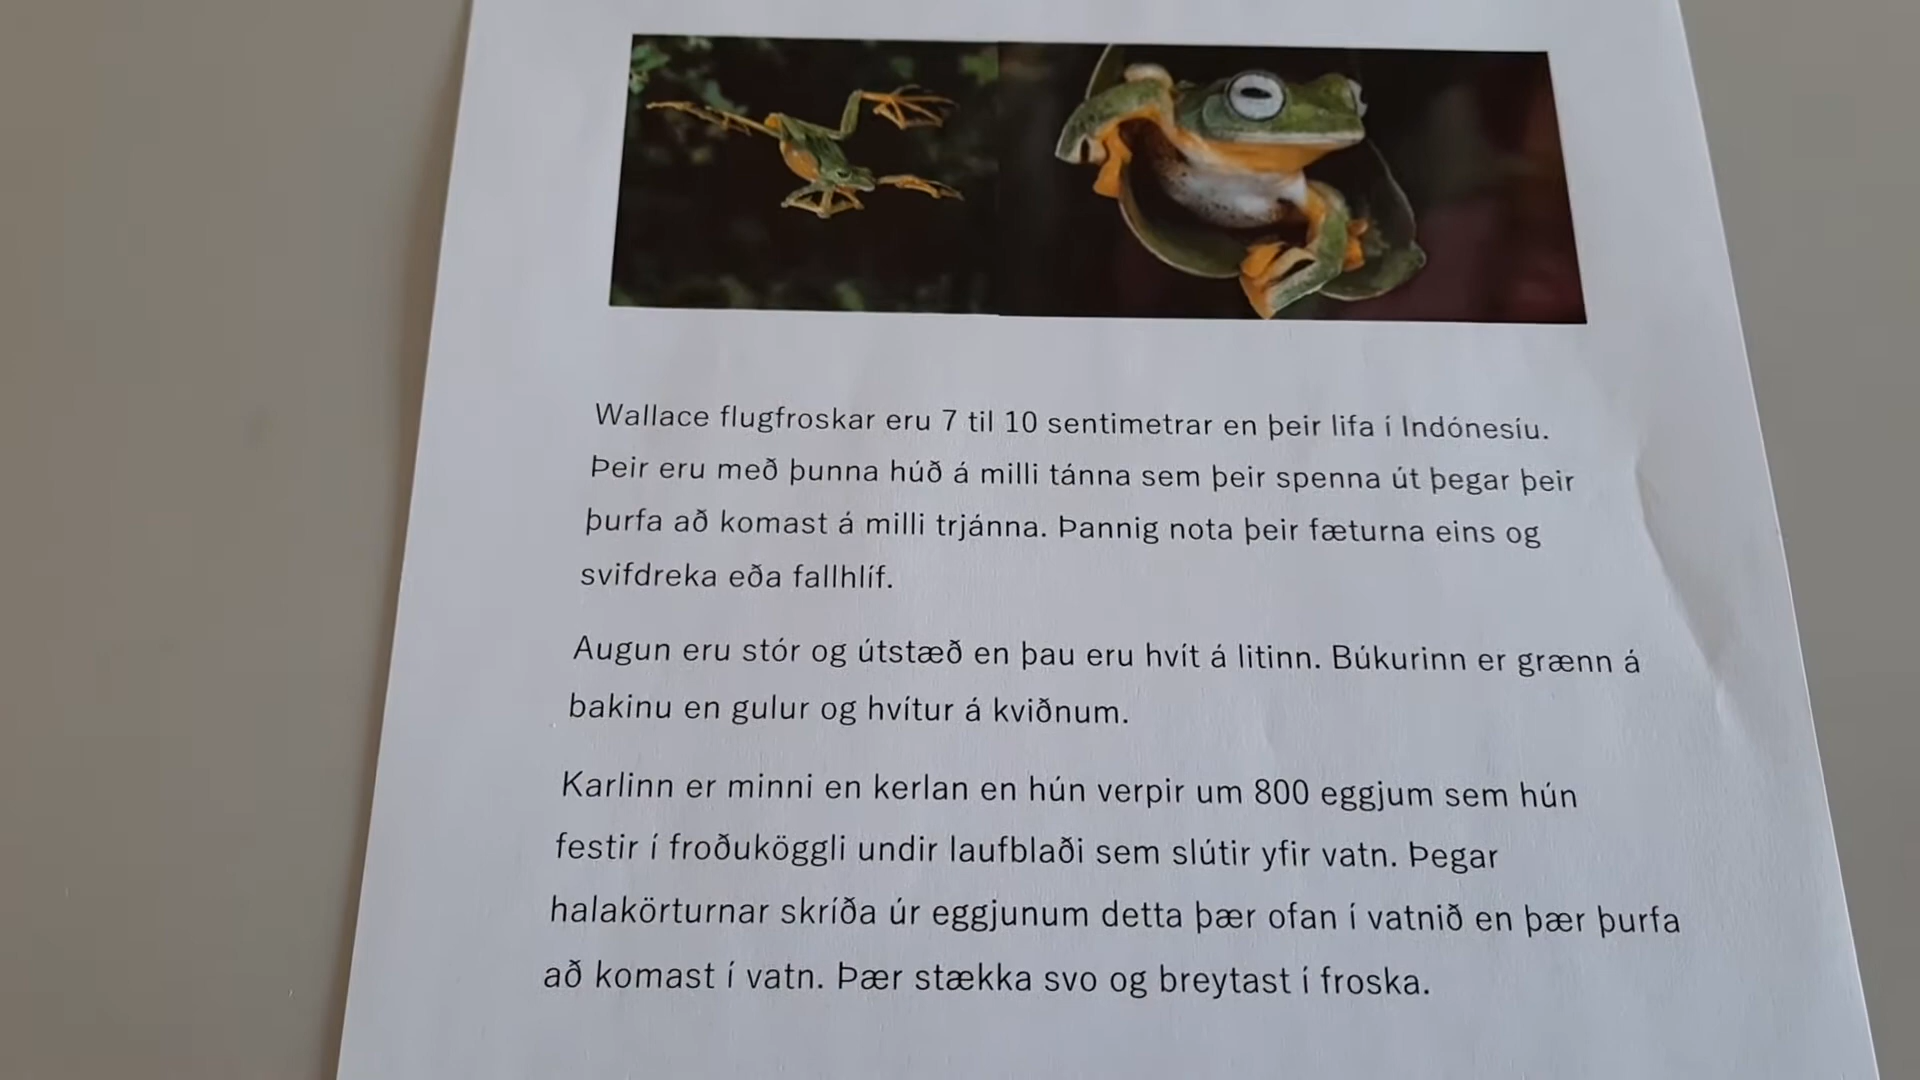 Wallace flugfroskar eru 7 til 10 sentimetrar en þeir lifa í Indónesíu.
Þeir eru með þunna húð á milli tánna sem þeir spenna út þegar þeir
þurfa að komast á milli trjánna. Þannig nota þeir fæturna eins og
svifdreka eða fallhlíf.
Augun eru stór og útstæð en þau eru hvít á litinn. Búkurinn er grænn á
bakinu en gulur og hvítur á kviðnum.
Karlinn er minni en kerlan en hún verpir um 800 eggjum sem hún
festir í froðuköggli undir laufblaði sem slútir yfir vatn. Þegar
halakörturnar skríða úr eggjunum detta þær ofan í vatnið en þær þurfa
að komast í vatn. Þær stækka svo og breytast í froska.